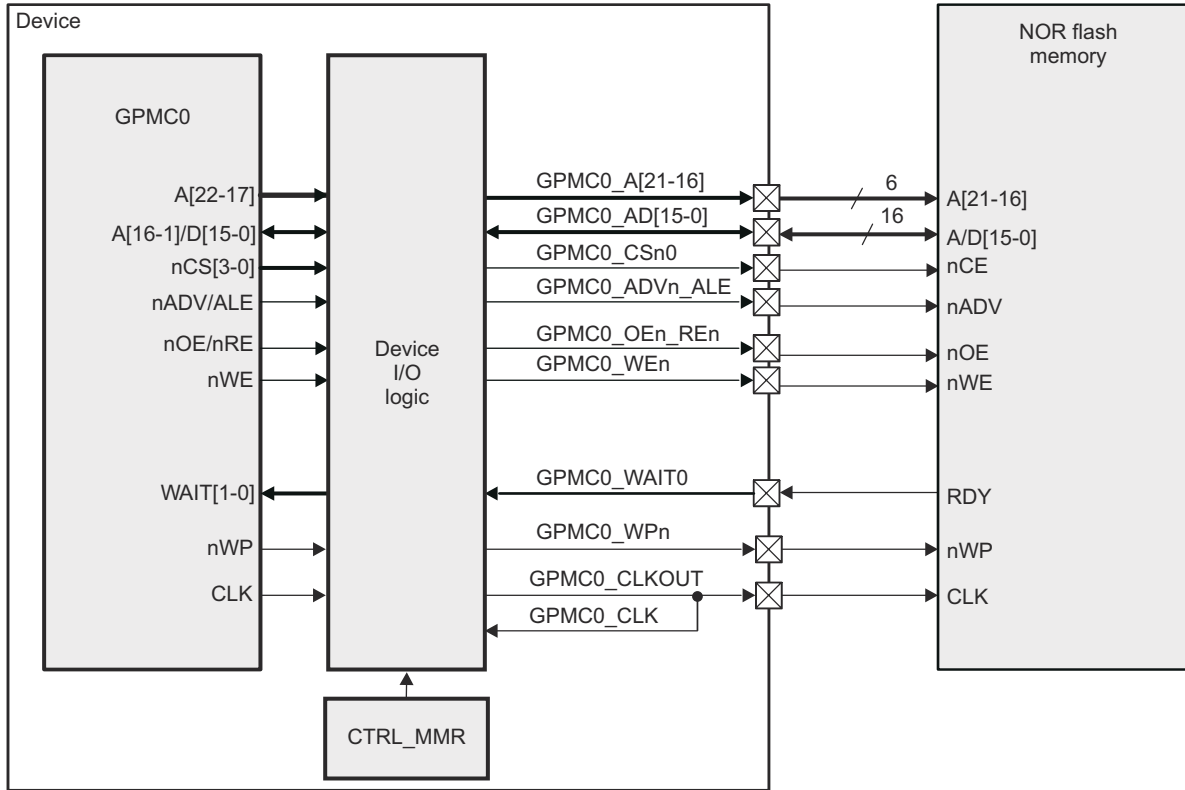 Device
GPMC0
A[22-17]
A[16-1]/D[15-0]
nCS[3-0]
nADV/ALE
nOE/nRE
nWE
WAIT[1-0]
nWP
CLK
Device
I/O
logic
CTRL_MMR
GPMC0_A[21-16]
GPMC0_AD[15-0]
GPMC0_CSn0
GPMC0_ADVn_ALE
GPMC0_OEn_REn
GPMC0_WEn
GPMC0_WAIT0
GPMC0_WPn
GPMC0_CLKOUT
GPMC0_CLK
6
16
NOR flash
memory
A[21-16]
A/D[15-0]
nCE
nADV
nOE
nWE
RDY
nWP
CLK